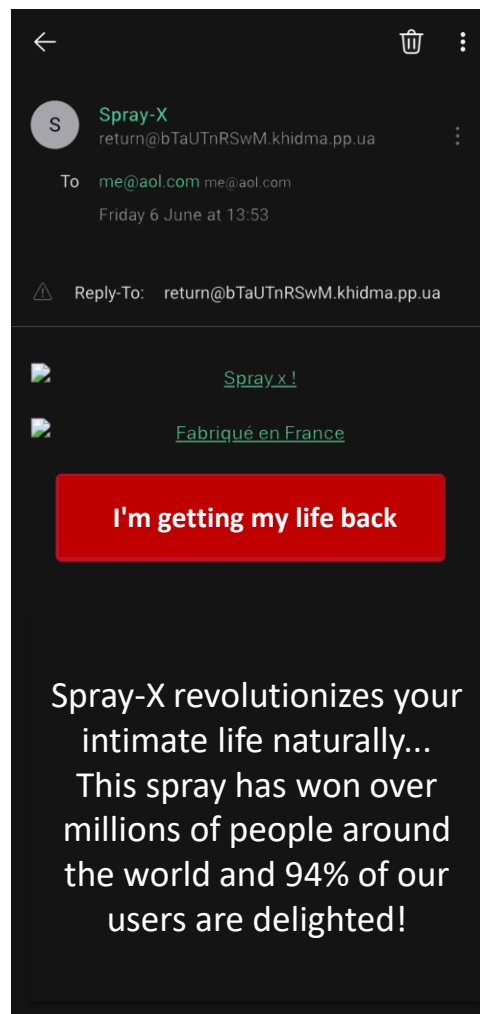 S
Spray-X
return@bTaUTnRSwM.khidma.pp.ua
To me@aol.com me@aol.com
Friday 6 June at 13:53
Reply-To: return@bTaUTnRSwM.khidma.pp.ua
Spray x !
Fabriqué en France
I'm getting my life back
Spray-X revolutionizes your
intimate life naturally...
This spray has won over
millions of people around
the world and 94% of our
users are delighted!